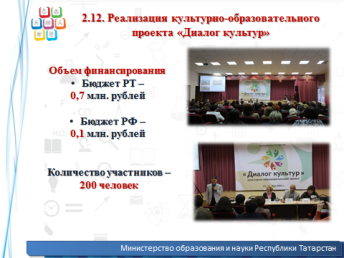 2.12. Реализация культурно-образовательного
проекта «Диалог культур»
Объем финансирования
• Бюджет РТ –
0,7 млн. рублей
• Бюджет РФ –
0,1 млн. рублей
Количество участников –
200 человек
«Диалог культур»
Министерство образования и науки Республики Татарстан